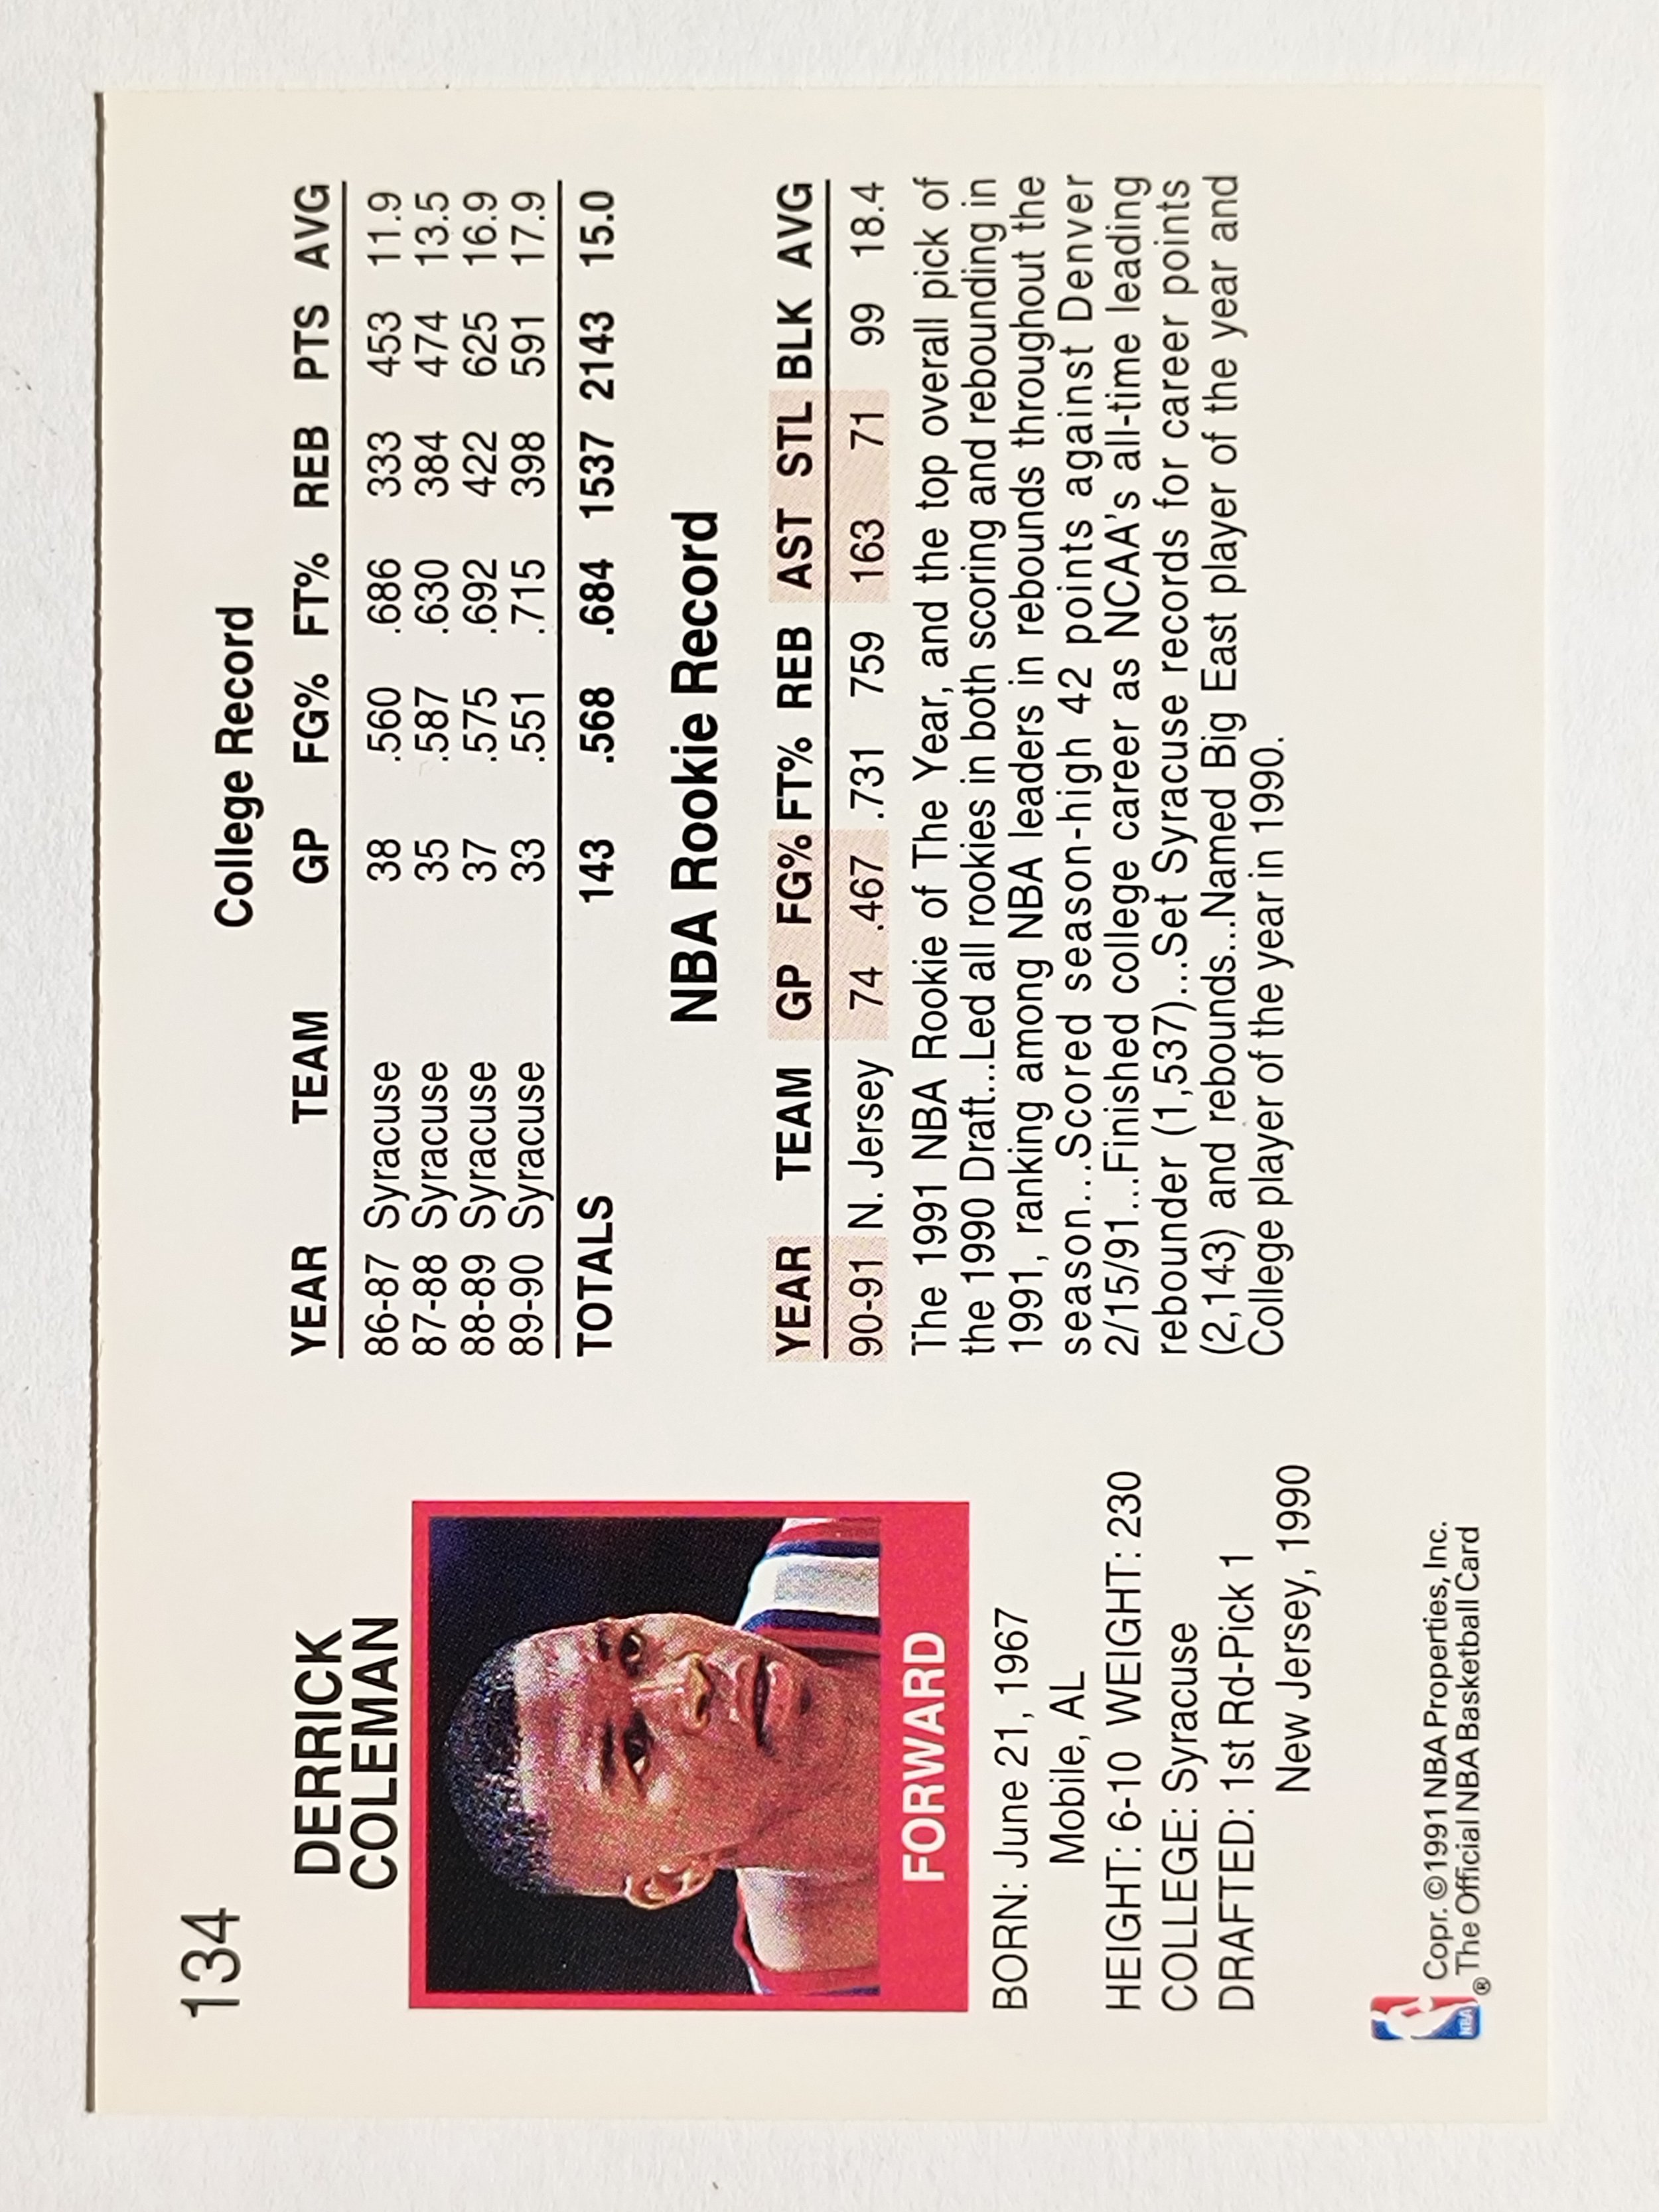 134
DERRICK
COLEMAN
FORWARD
BORN: June 21, 1967
Mobile, AL
HEIGHT: 6-10 WEIGHT: 230
COLLEGE: Syracuse
DRAFTED: 1st Rd-Pick 1
New Jersey, 1990
College Record
YEAR TEAM GP FG% FT% REB PTS AVG
86-87 Syracuse 38 .560 .686 333 453 11.9
87-88 Syracuse 35 .587 .630 384 474 13.5
88-89 Syracuse 37 .575 .692 422 625 16.9
89-90 Syracuse 33 .551 .715 398 591 17.9
TOTALS 143 .568 .684 1537 2143 15.0
NBA Rookie Record
YEAR TEAM GP FG% FT% REB AST STL BLK AVG
90-91 N. Jersey 74 .467 .731 759 163 71 99 18.4
The 1991 NBA Rookie of The Year, and the top overall pick of
the 1990 Draft...Led all rookies in both scoring and rebounding in
1991, ranking among NBA leaders in rebounds throughout the
season...Scored season-high 42 points against Denver
2/15/91...Finished college career as NCAA's all-time leading
rebounder (1,537)...Set Syracuse records for career points
(2,143) and rebounds...Named Big East player of the year and
College player of the year in 1990.
NBA
®
Copr. ©1991 NBA Properties, Inc.
The Official NBA Basketball Card